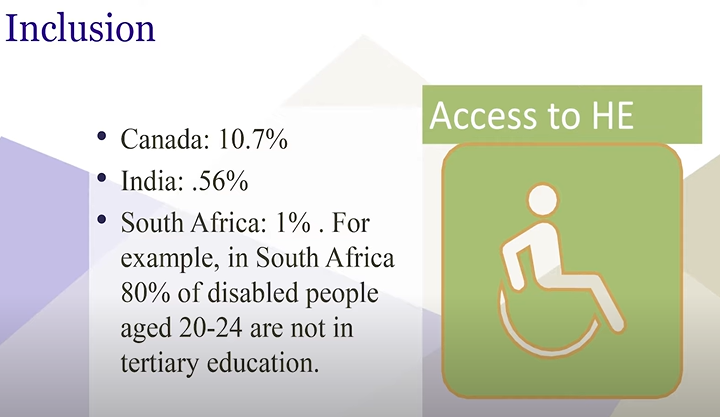 Inclusion
Access to HE
• Canada: 10.7%
• India: .56%
• South Africa: 1% . For
example, in South Africa
80% of disabled people
aged 20-24 are not in
tertiary education.